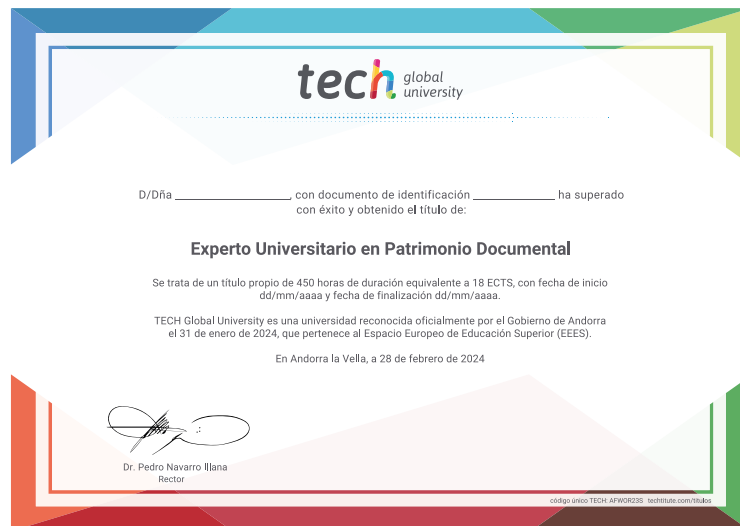 tech global university
D/Dña ____________________, con documento de identificación ______________ ha superado
con éxito y obtenido el título de:
Experto Universitario en Patrimonio Documental
Se trata de un título propio de 450 horas de duración equivalente a 18 ECTS, con fecha de inicio
dd/mm/aaaa y fecha de finalización dd/mm/aaaa.
TECH Global University es una universidad reconocida oficialmente por el Gobierno de Andorra
el 31 de enero de 2024, que pertenece al Espacio Europeo de Educación Superior (EEES).
En Andorra la Vella, a 28 de febrero de 2024
Dr. Pedro Navarro Illana
Rector
código único TECH: AFWOR23S techtitute.com/titulos